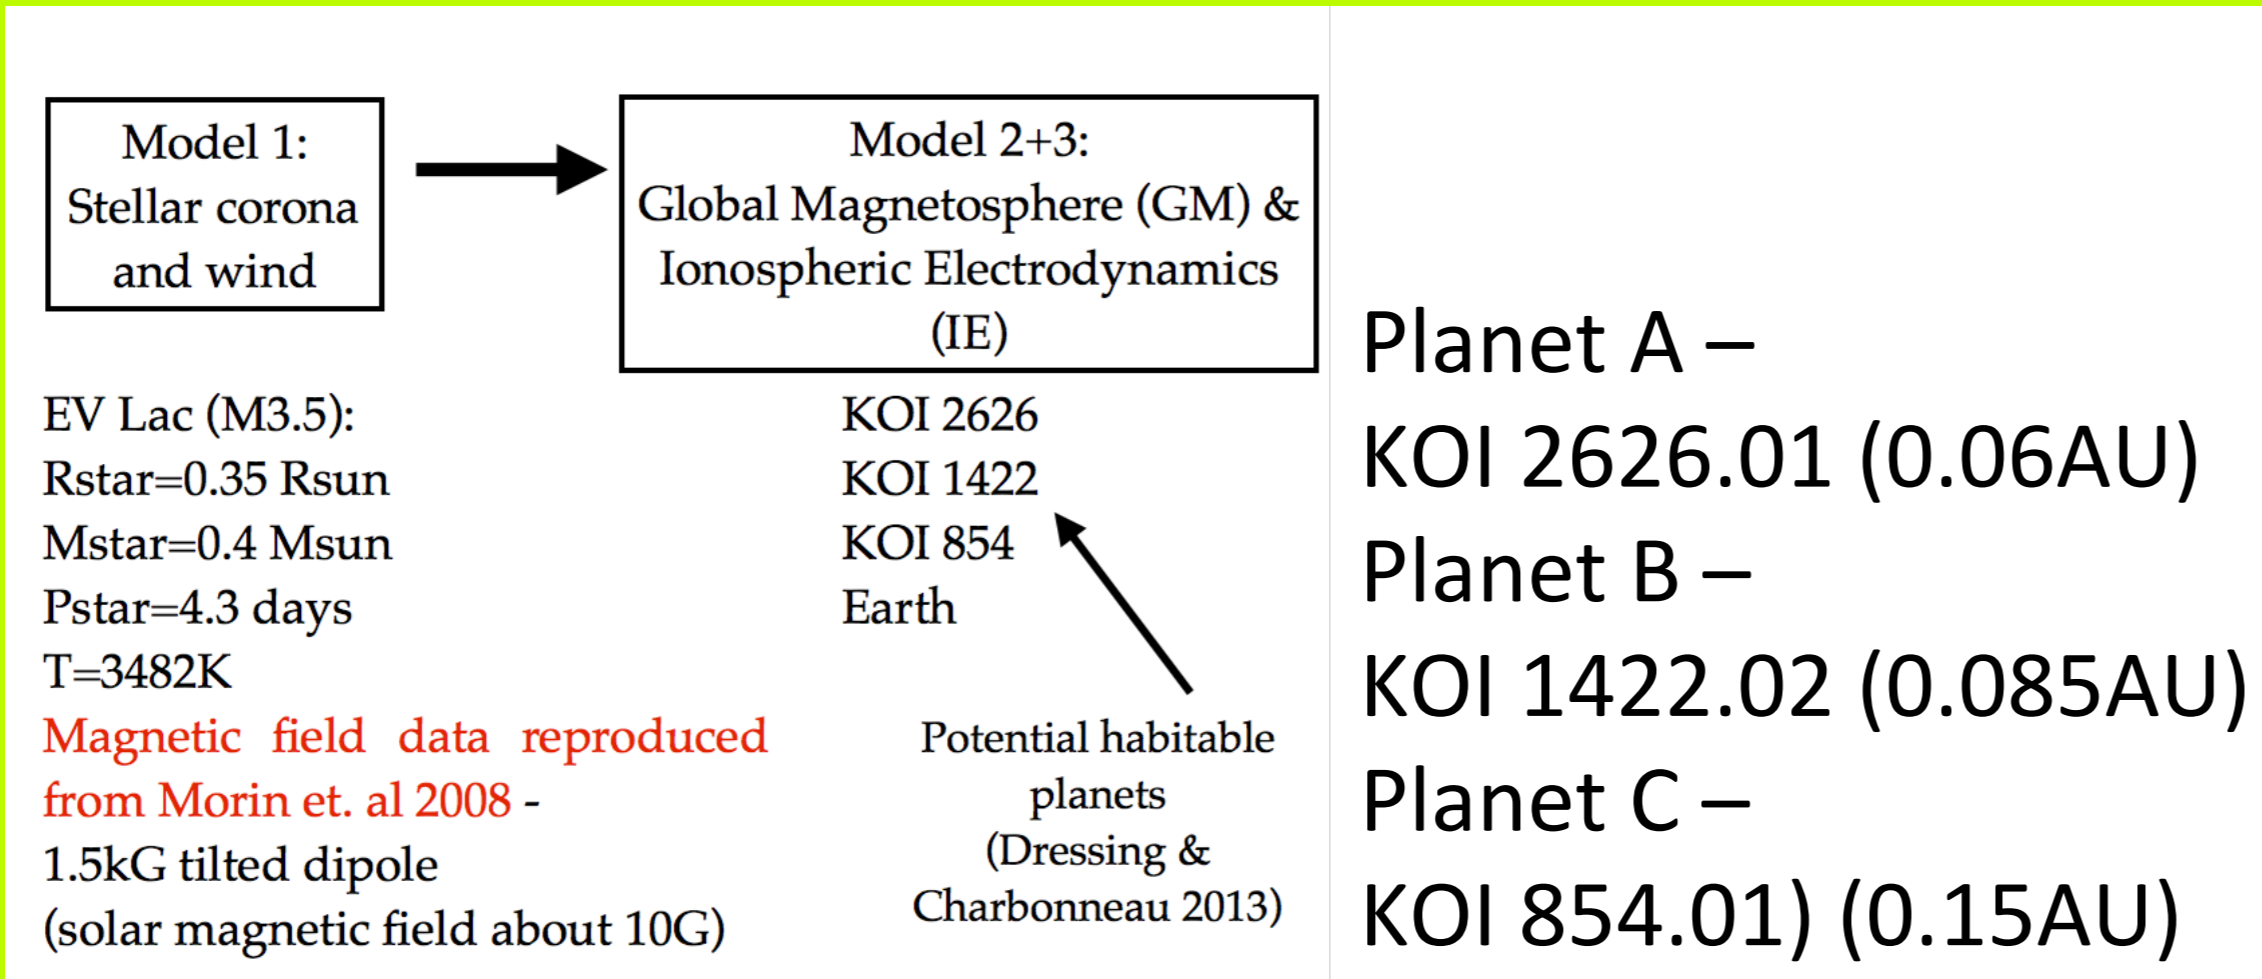 Model 1:
Stellar corona
and wind
Model 2+3:
Global Magnetosphere (GM) &
Ionospheric Electrodynamics
(IE)
EV Lac (M3.5):
Rstar=0.35 Rsun
Mstar=0.4 Msun
Pstar=4.3 days
T=3482K
Magnetic field data reproduced
from Morin et. al 2008 -
1.5kG tilted dipole
(solar magnetic field about 10G)
KOI 2626
KOI 1422
KOI 854
Earth
Potential habitable
planets
(Dressing &
Charbonneau 2013)
Planet A –
KOI 2626.01 (0.06AU)
Planet B –
KOI 1422.02 (0.085AU)
Planet C –
KOI 854.01) (0.15AU)